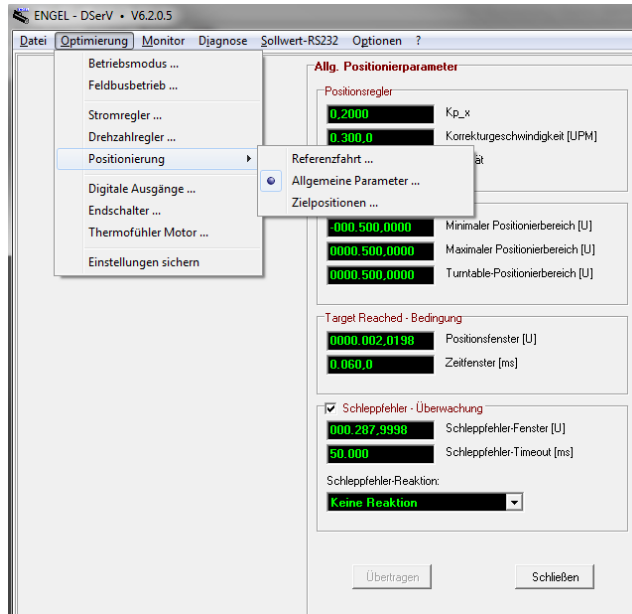 ENGEL - DSerV • V6.2.0.5
Datei Optimierung Monitor Diagnose Sollwert-RS232 Optionen ?
Betriebsmodus ...
Feldbusbetrieb ...
Stromregler ...
Drehzahlregler ...
Positionierung
Digitale Ausgänge ...
Endschalter ...
Thermofühler Motor ...
Einstellungen sichern
Referenzfahrt ...
Allgemeine Parameter ...
Zielpositionen ...
Allg. Positionierparameter
Positionsregler
0,2000 Kp_x
0.300,0 Korrekturgeschwindigkeit [UPM]
-000.500,0000 Minimaler Positionierbereich [U]
0000.500,0000 Maximaler Positionierbereich [U]
0000.500,0000 Turntable-Positionierbereich [U]
Target Reached - Bedingung
0000.002,0198 Positionsfenster [U]
0.060,0 Zeitfenster [ms]
Schleppfehler - Überwachung
000.287,9998 Schleppfehler-Fenster [U]
50.000 Schleppfehler-Timeout [ms]
Schleppfehler-Reaktion:
Keine Reaktion
Übertragen Schließen